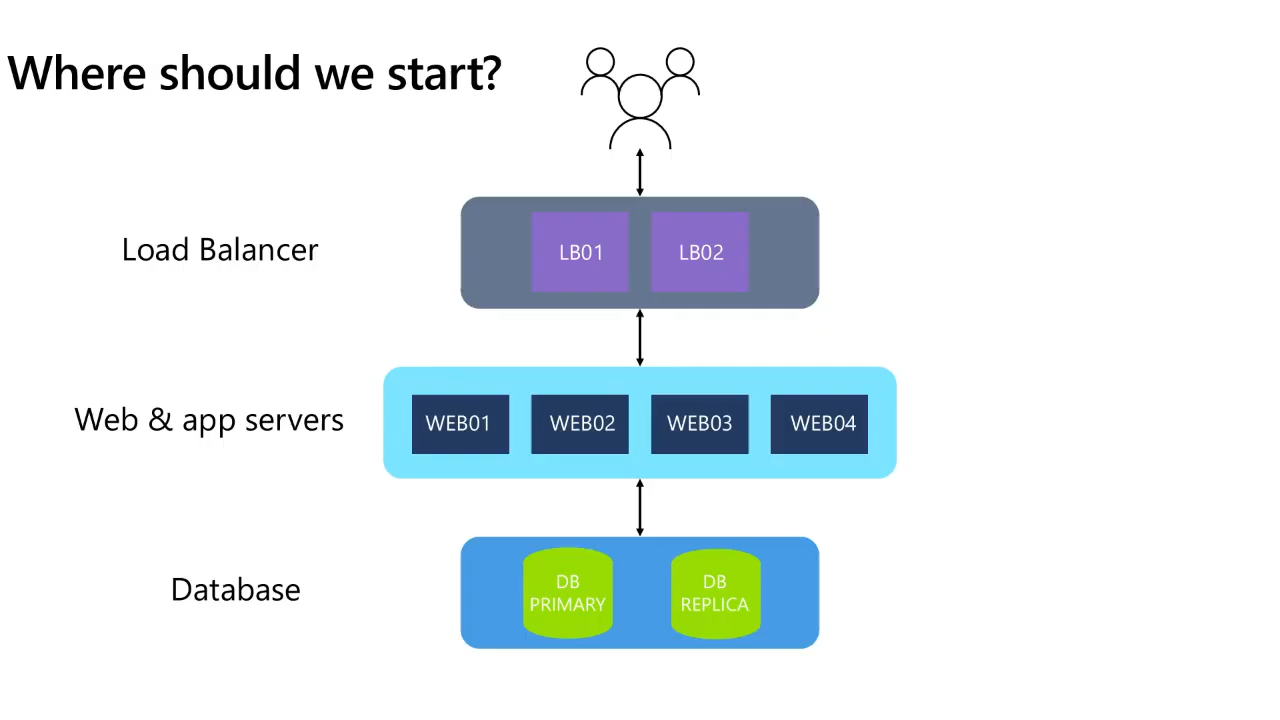 Where should we start?
Load Balancer
LB01
LB02
Web & app servers
WEB01
WEB02
WEB03
WEB04
Database
DB
PRIMARY
DB
REPLICA